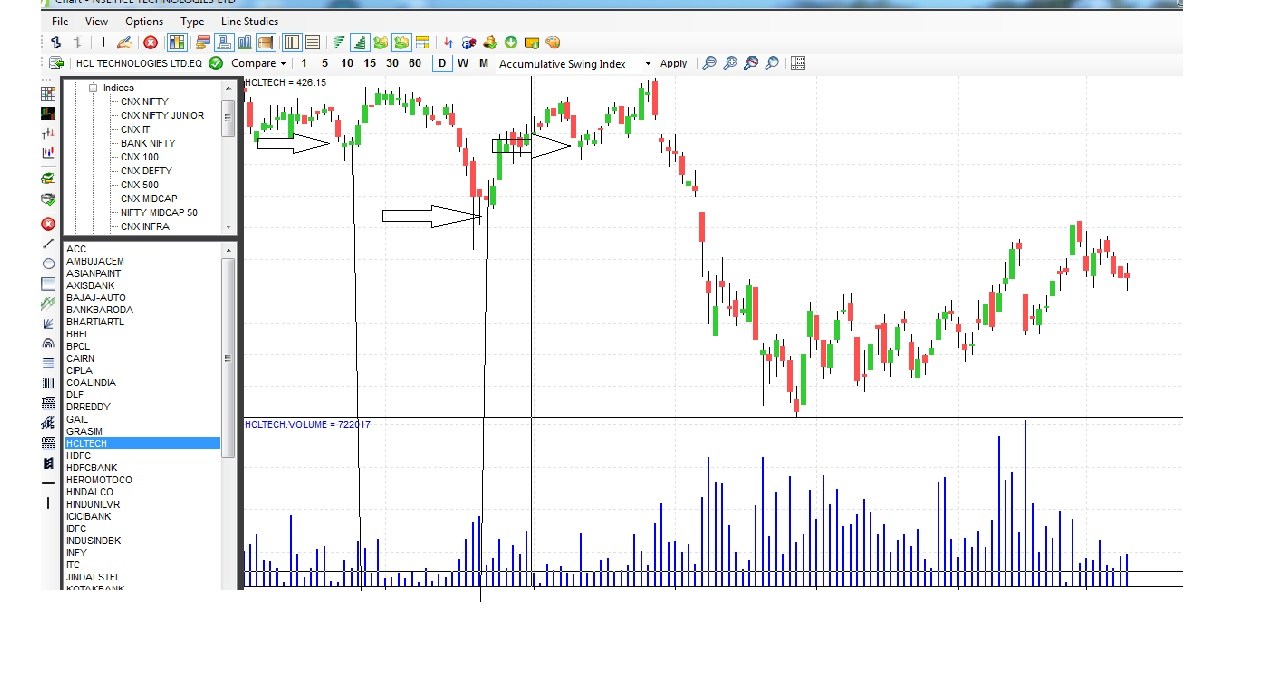 File View Options Type Line Studies
HCL TECHNOLOGIES LTD.EQ Compare 1 5 10 15 30 60 D W M Accumulative Swing Index Apply
HCLTECH = 426.15
Indices
CNX NIFTY
CNX NIFTY JUNIOR
CNX IT
BANK NIFTY
CNX 100
CNX DEFTY
CNX 500
CNX MIDCAP
NIFTY MIDCAP 50
CNX INFRA
ACC
AMBUJACEM
ASIANPAINT
AXISBANK
BAJAJ-AUTO
BANKBARODA
BHARTIARTL
BHEL
BPCL
CAIRN
CIPLA
COALINDIA
DLF
DRREDDY
GAIL
GRASIM
HCLTECH
HDFC
HDFCBANK
HEROMOTOCO
HINDALCO
HINDUNILVR
ICICIBANK
IDFC
INDUSINDBK
INFY
ITC
JINDALSTEL
KOTAKBANK
HCLTECH.VOLUME = 722017